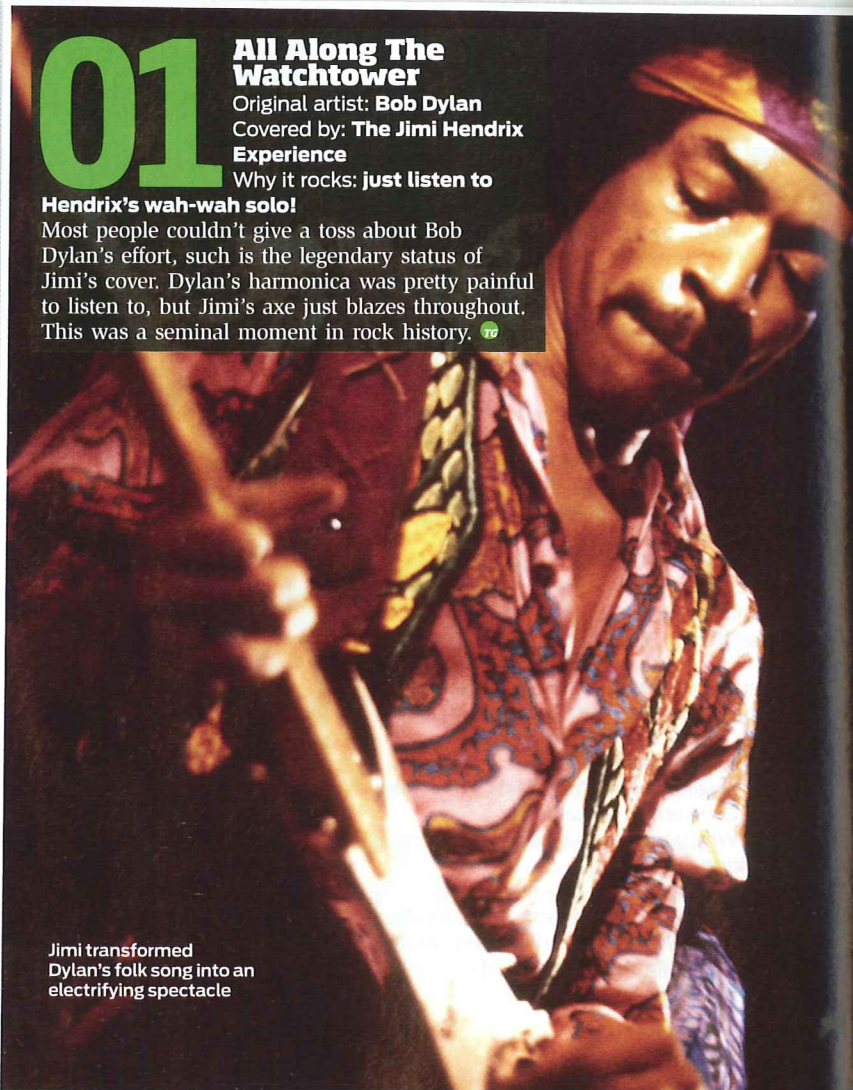 01
All Along The
Watchtower
Original artist: Bob Dylan
Covered by: The Jimi Hendrix
Experience
Why it rocks: just listen to
Hendrix's wah-wah solo!
Most people couldn't give a toss about Bob
Dylan's effort, such is the legendary status of
Jimi's cover. Dylan's harmonica was pretty painful
to listen to, but Jimi's axe just blazes throughout.
This was a seminal moment in rock history. TG
Jimi transformed
Dylan's folk song into an
electrifying spectacle